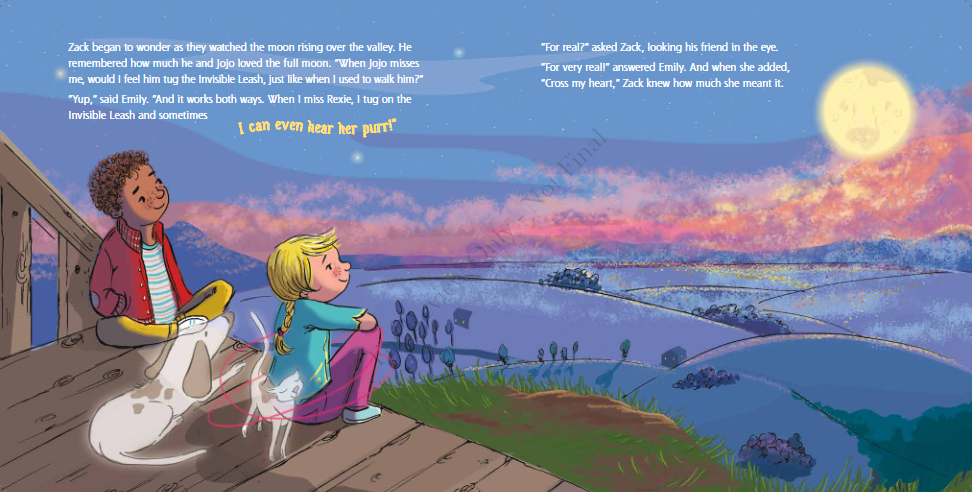 Zack began to wonder as they watched the moon rising over the valley. He
remembered how much he and Jojo loved the full moon. "When Jojo misses
me, would I feel him tug the Invisible Leash, just like when I used to walk him?"
"Yup," said Emily. "And it works both ways. When I miss Rexie, I tug on the
Invisible Leash and sometimes
I can even hear her purr!"
"For real?" asked Zack, looking his friend in the eye.
"For very real!" answered Emily. And when she added,
"Cross my heart," Zack knew how much she meant it.
Not Final